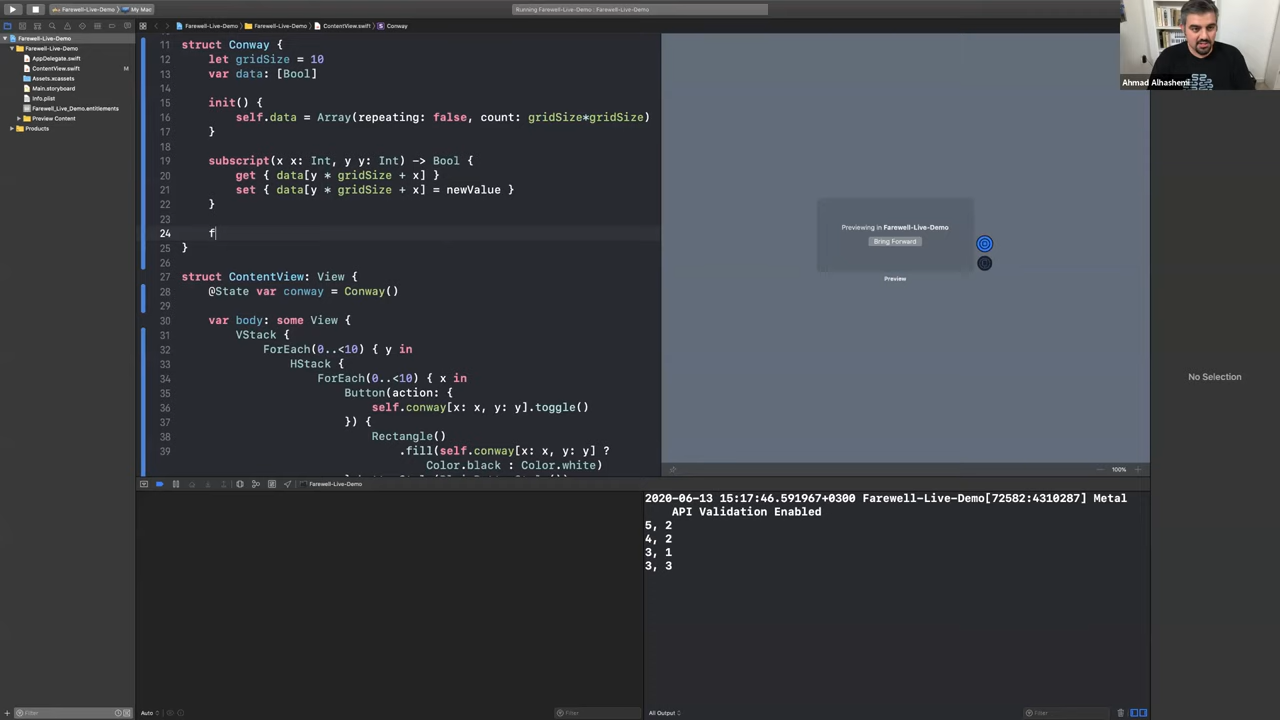 Farewell-Live-Demo
My Mac
Running Farewell-Live-Demo : Farewell-Live-Demo
Farewell-Live-Demo
Farewell-Live-Demo
ContentView.swift
Conway
Farewell-Live-Demo
Farewell-Live-Demo
AppDelegate.swift
ContentView.swift
M
Assets.xcassets
Main.storyboard
Info.plist
Farewell_Live_Demo.entitlements
Preview Content
Products
11 struct Conway {
12 let gridSize = 10
13 var data: [Bool]
14
15 init() {
16 self.data = Array(repeating: false, count: gridSize*gridSize)
17 }
18
19 subscript(x x: Int, y y: Int) -> Bool {
20 get { data[y * gridSize + x] }
21 set { data[y * gridSize + x] = newValue }
22 }
23
24 f
25 }
26
27 struct ContentView: View {
28 @State var conway = Conway()
29
30 var body: some View {
31 VStack {
32 ForEach(0..<10) { y in
33 HStack {
34 ForEach(0..<10) { x in
35 Button(action: {
36 self.conway[x: x, y: y].toggle()
37 }) {
38 Rectangle()
39 .fill(self.conway[x: x, y: y] ?
Color.black : Color.white)
Previewing in Farewell-Live-Demo
Bring Forward
Preview
100%
Ahmad Alhashemi
No Selection
Farewell-Live-Demo
2020-06-13 15:17:46.591967+0300 Farewell-Live-Demo[72582:4310287] Metal
API Validation Enabled
5, 2
4, 2
3, 1
3, 3
Filter
Auto
Filter
All Output
Filter